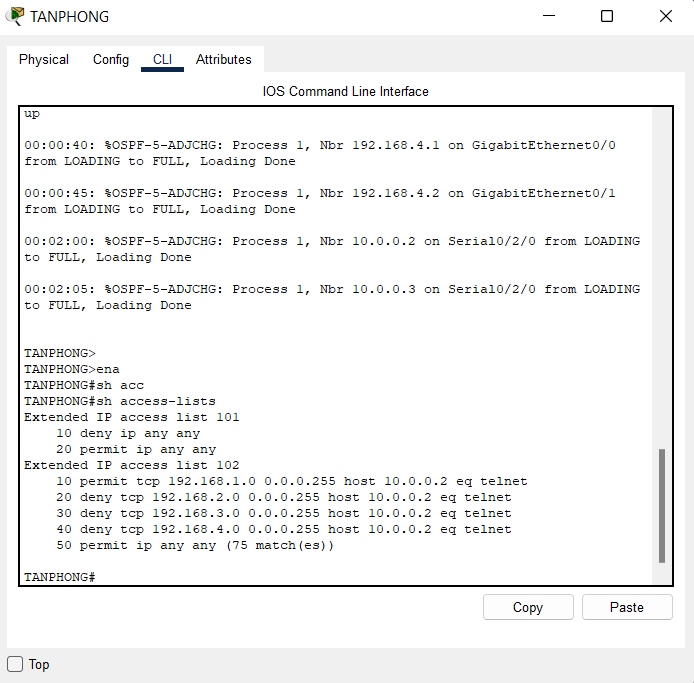 TANPHONG
Physical Config CLI Attributes
IOS Command Line Interface
up
00:00:40: %OSPF-5-ADJCHG: Process 1, Nbr 192.168.4.1 on GigabitEthernet0/0
from LOADING to FULL, Loading Done
00:00:45: %OSPF-5-ADJCHG: Process 1, Nbr 192.168.4.2 on GigabitEthernet0/1
from LOADING to FULL, Loading Done
00:02:00: %OSPF-5-ADJCHG: Process 1, Nbr 10.0.0.2 on Serial0/2/0 from LOADING
to FULL, Loading Done
00:02:05: %OSPF-5-ADJCHG: Process 1, Nbr 10.0.0.3 on Serial0/2/0 from LOADING
to FULL, Loading Done
TANPHONG>
TANPHONG>ena
TANPHONG#sh acc
TANPHONG#sh access-lists
Extended IP access list 101
10 deny ip any any
20 permit ip any any
Extended IP access list 102
10 permit tcp 192.168.1.0 0.0.0.255 host 10.0.0.2 eq telnet
20 deny tcp 192.168.2.0 0.0.0.255 host 10.0.0.2 eq telnet
30 deny tcp 192.168.3.0 0.0.0.255 host 10.0.0.2 eq telnet
40 deny tcp 192.168.4.0 0.0.0.255 host 10.0.0.2 eq telnet
50 permit ip any any (75 match(es))
TANPHONG#
Copy Paste
Top